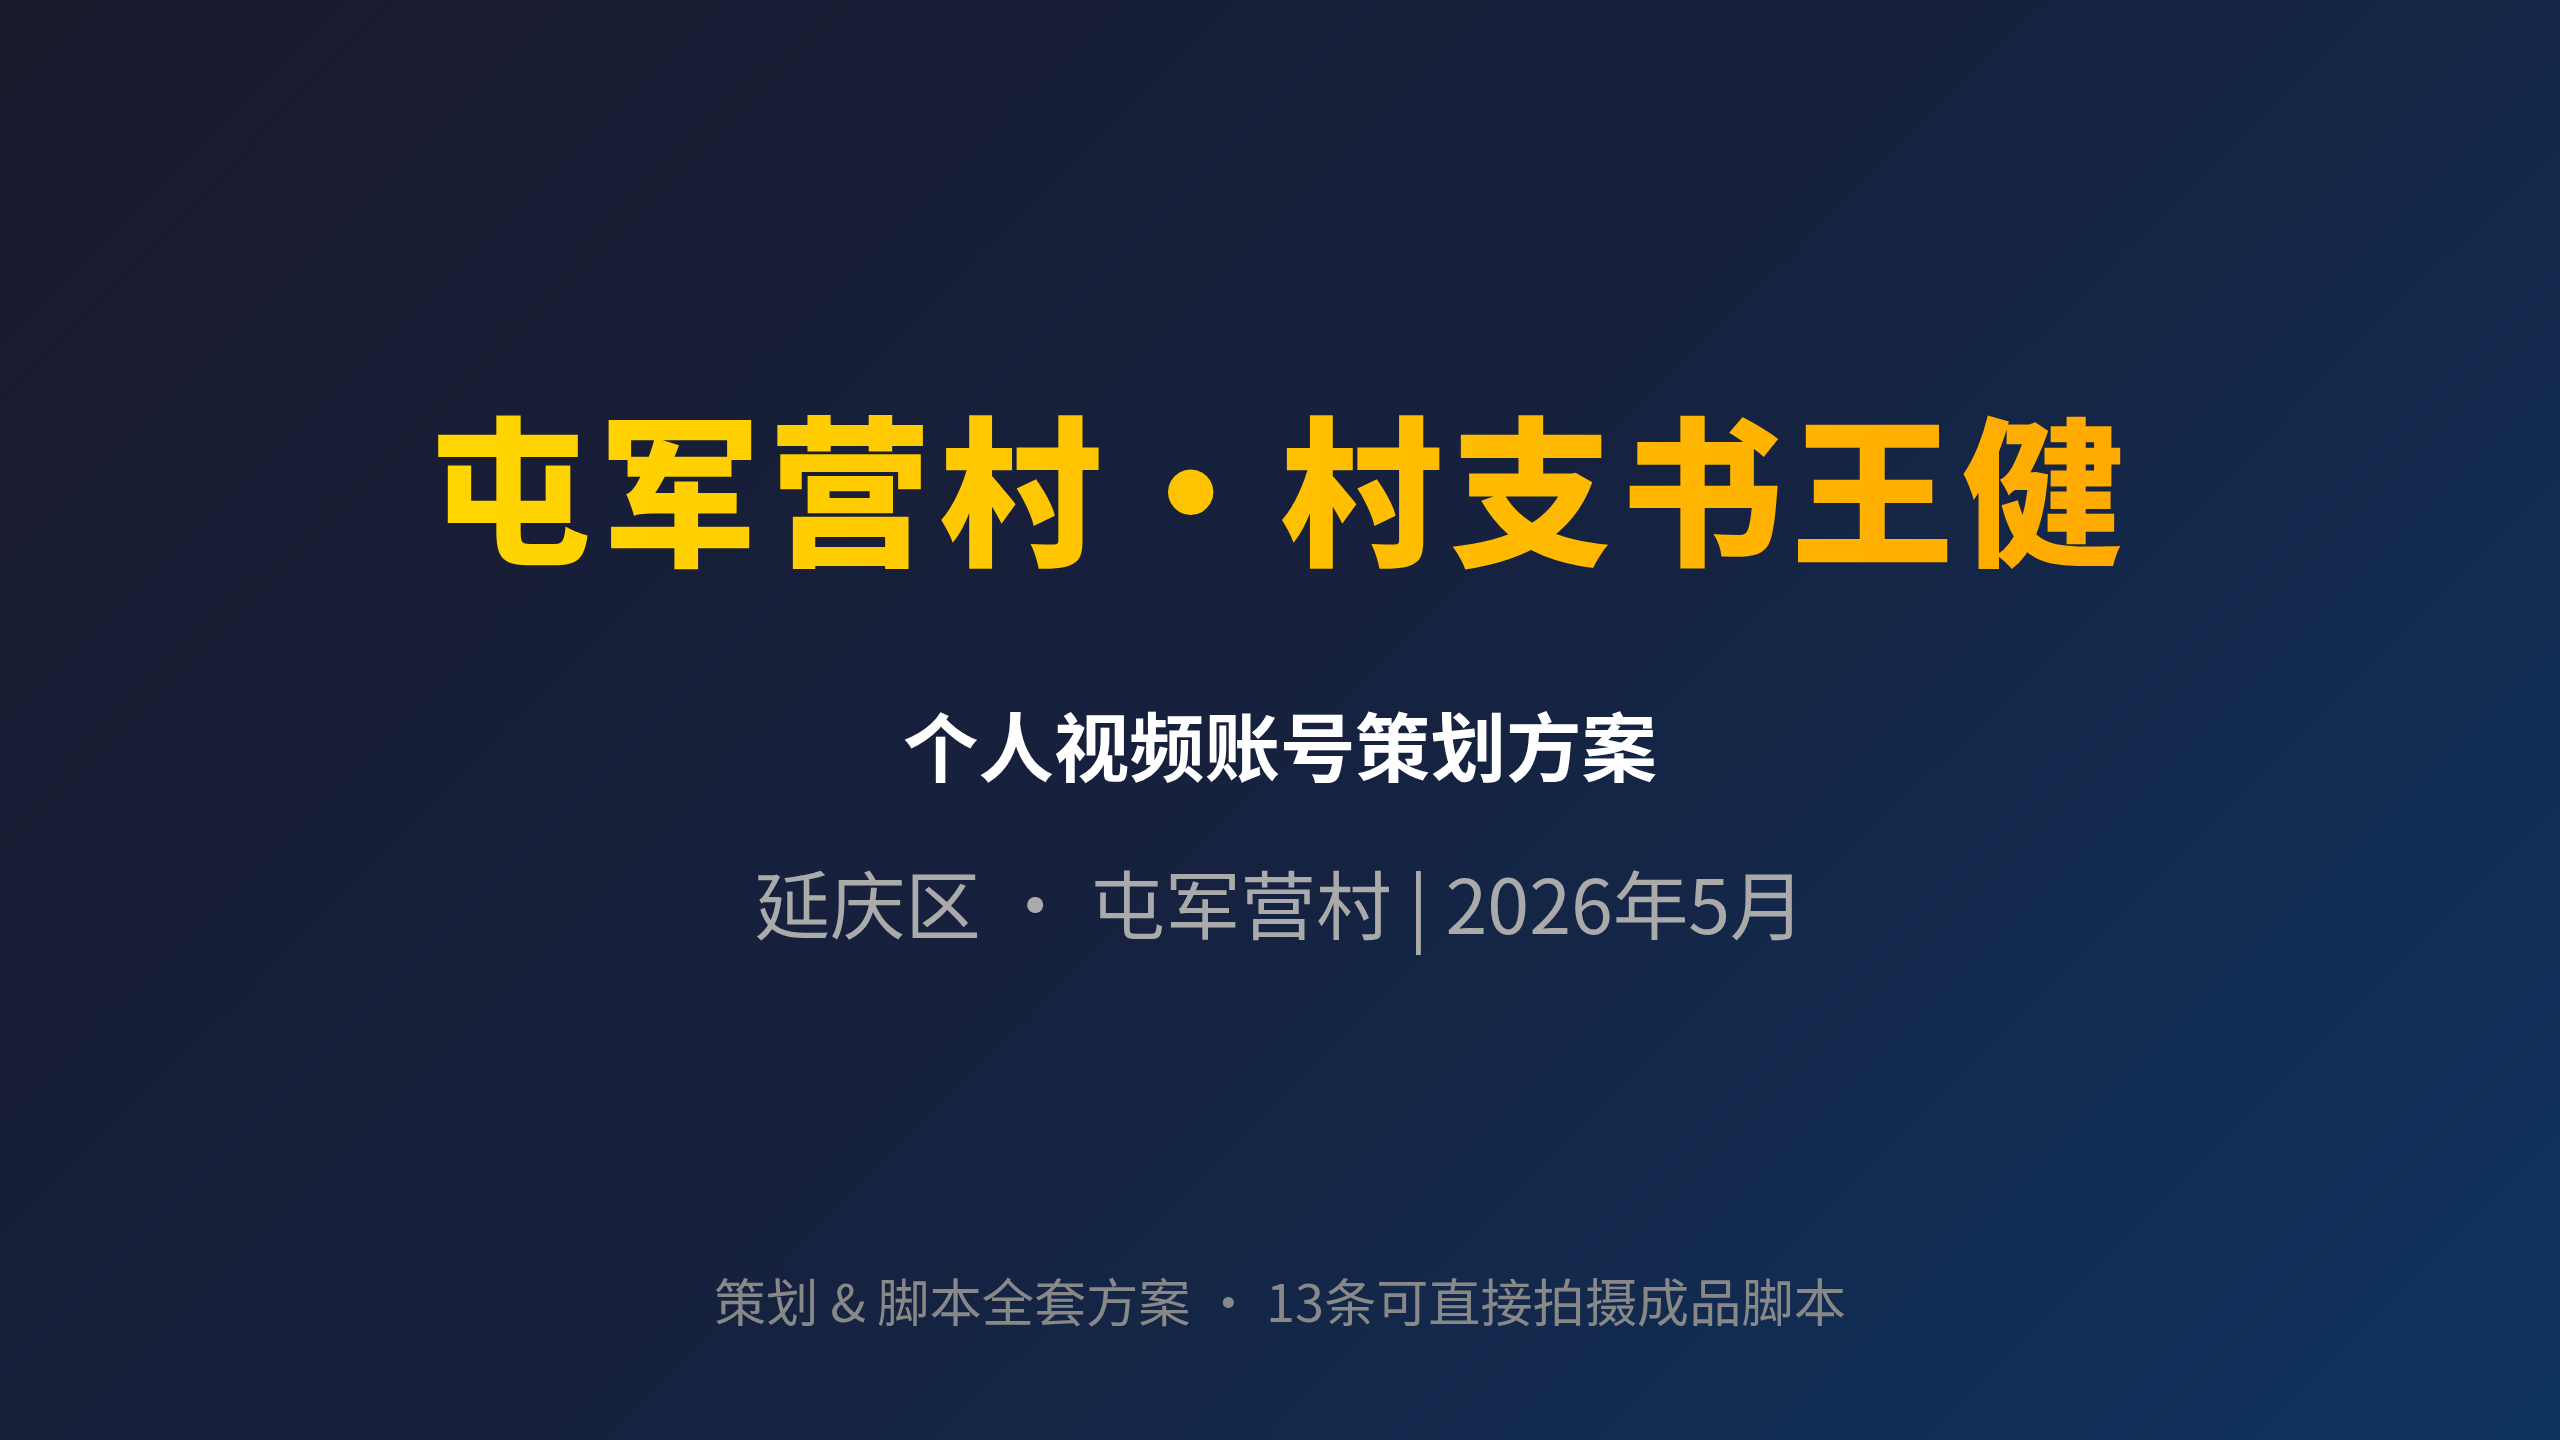 屯军营村·村支书王健
个人视频账号策划方案
延庆区 · 屯军营村 | 2026年5月
策划 & 脚本全套方案 · 13条可直接拍摄成品脚本